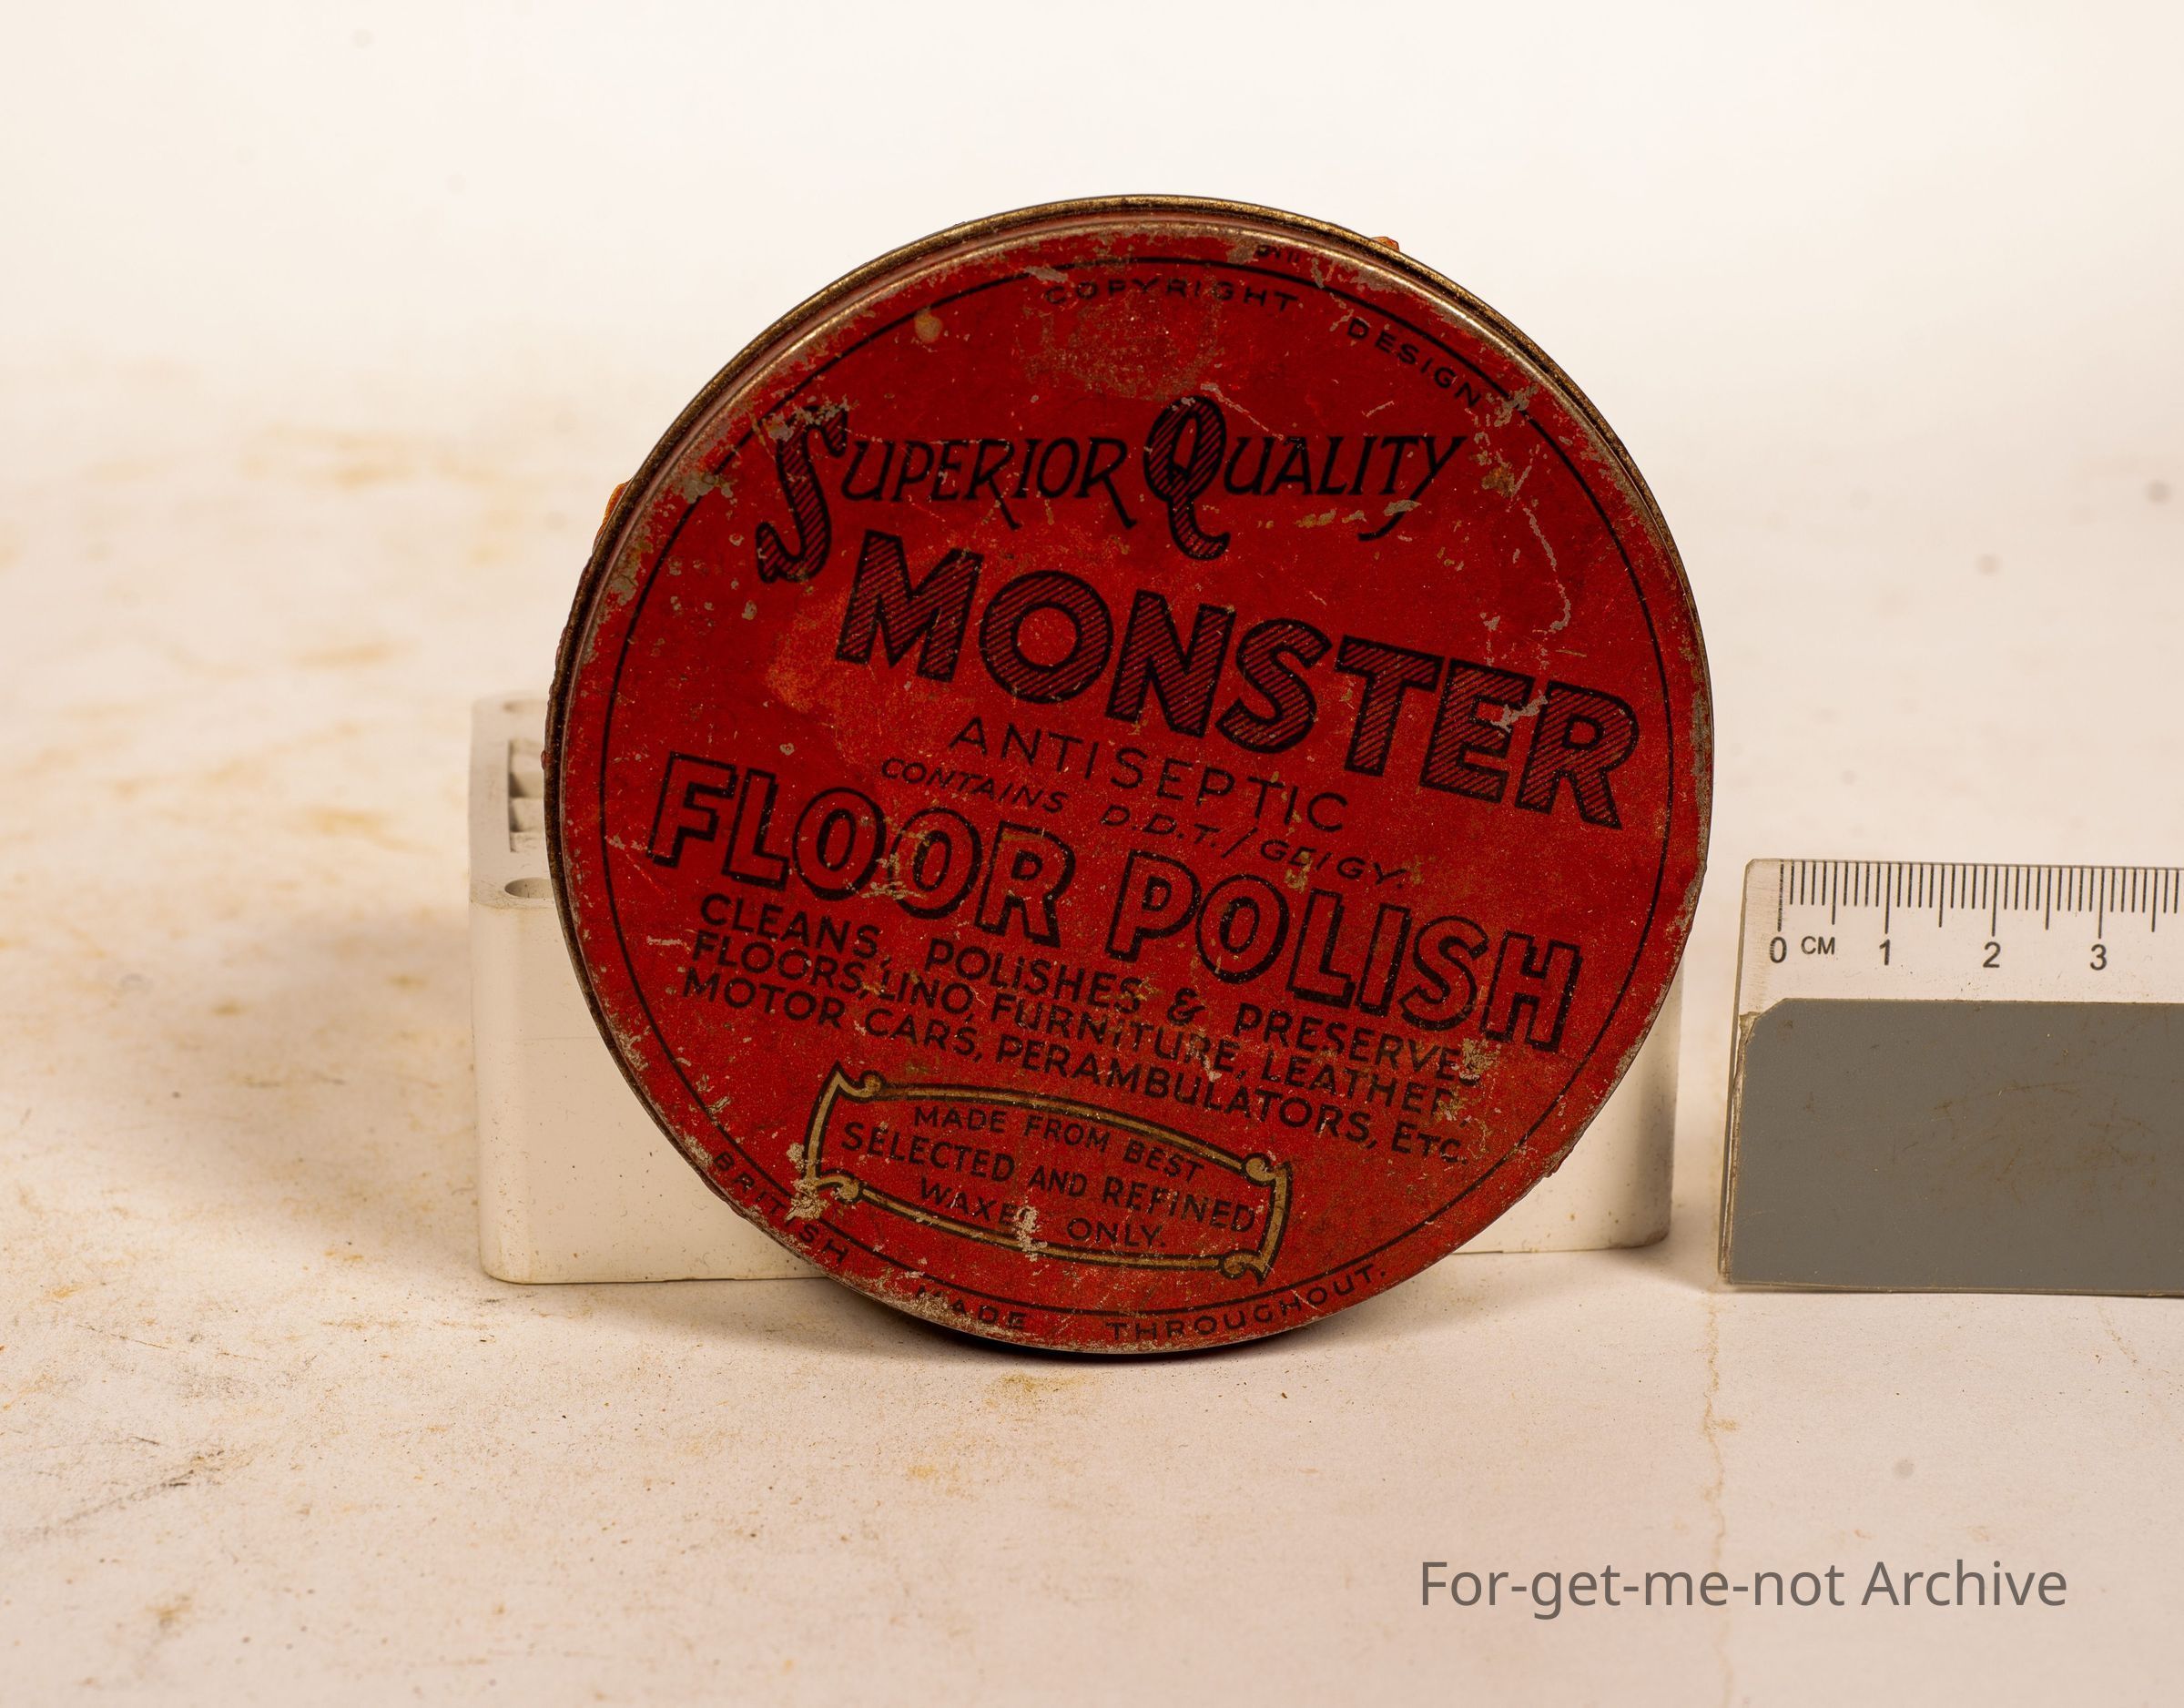 COPYRIGHT DESIGN
SUPERIOR QUALITY
MONSTER
ANTISEPTIC
CONTAINS D.D.T./GEIGY.
FLOOR POLISH
CLEANS, POLISHES & PRESERVES
FLOORS, LINO, FURNITURE, LEATHER,
MOTOR CARS, PERAMBULATORS, ETC.
MADE FROM BEST
SELECTED AND REFINED
WAXES ONLY.
BRITISH MADE THROUGHOUT.
0 CM 1 2 3
For-get-me-not Archive